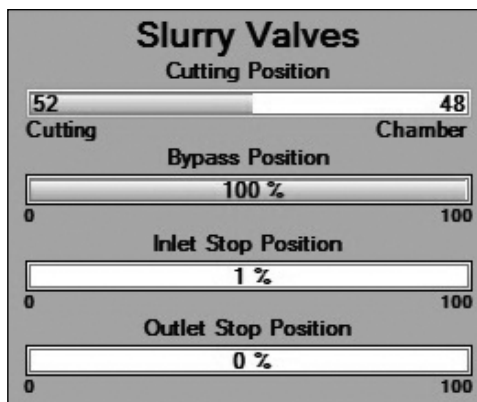 Slurry Valves
Cutting Position
52 48
Cutting Chamber
Bypass Position
100 %
0 100
Inlet Stop Position
1 %
0 100
Outlet Stop Position
0 %
0 100